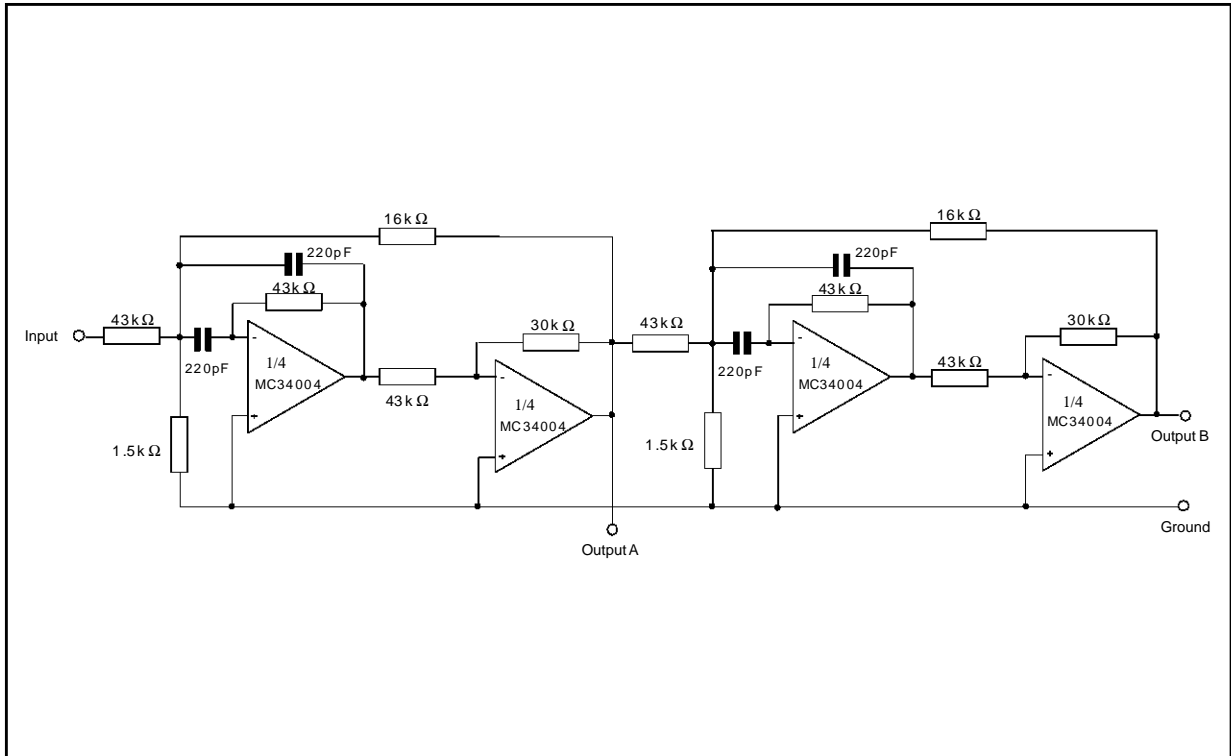 16kΩ
16kΩ
220pF
220pF
43kΩ
43kΩ
Input
43kΩ
30kΩ
43kΩ
30kΩ
-
-
1/4
MC34004
220pF
43kΩ
-
1/4
MC34004
+
1/4
MC34004
220pF
43kΩ
-
1/4
MC34004
+
1.5kΩ
+
1.5kΩ
+
Output B
Output A
Ground